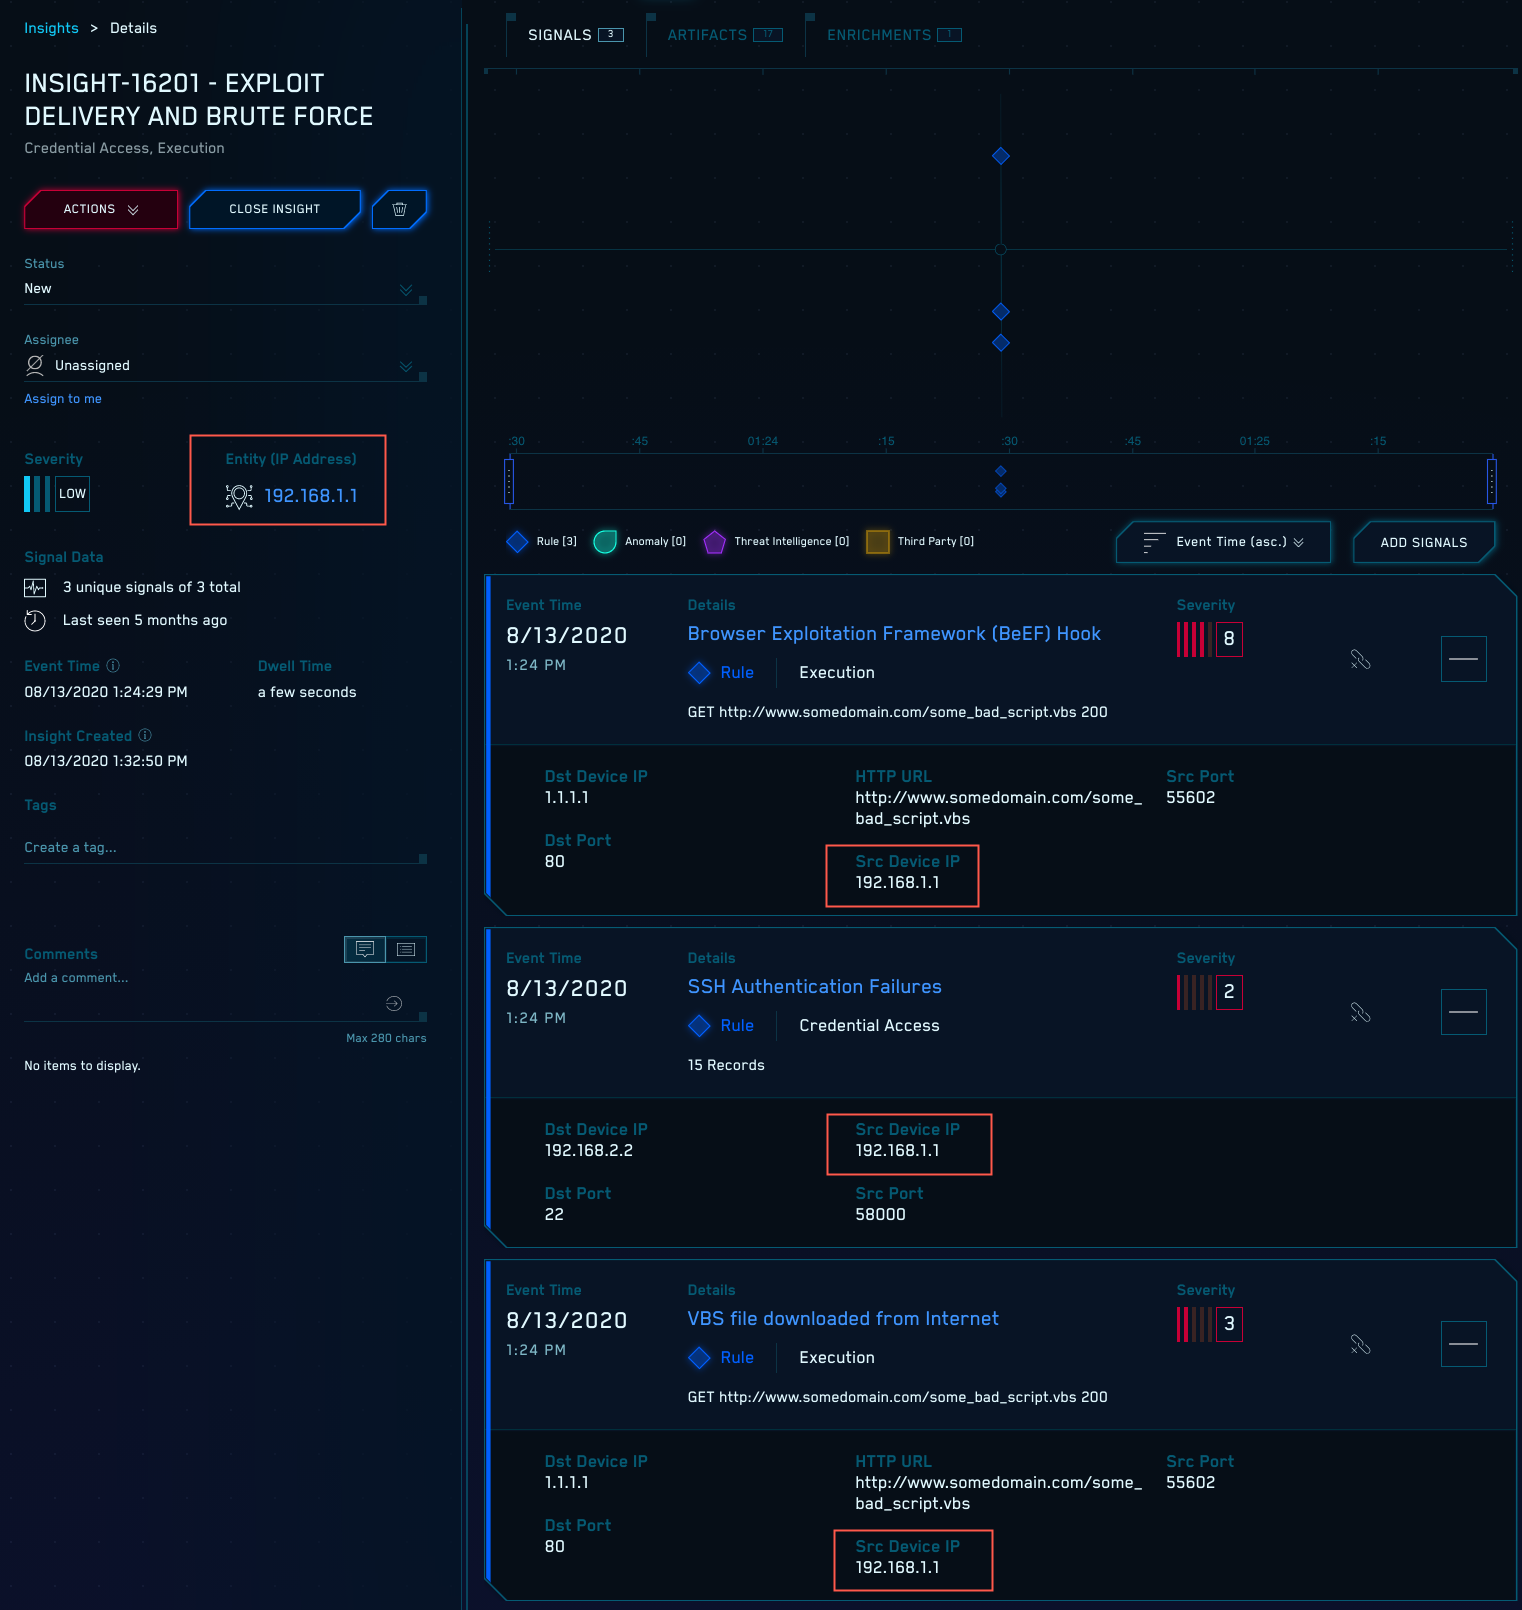 Insights > Details
INSIGHT-16201 - EXPLOIT
DELIVERY AND BRUTE FORCE
Credential Access, Execution
ACTIONS
CLOSE INSIGHT
Status
New
Assignee
Unassigned
Assign to me
Severity
LOW
Entity (IP Address)
192.168.1.1
Signal Data
3 unique signals of 3 total
Last seen 5 months ago
Event Time
08/13/2020 1:24:29 PM
Dwell Time
a few seconds
Insight Created
08/13/2020 1:32:50 PM
Tags
Create a tag...
Comments
Add a comment...
Max 280 chars
No items to display.
SIGNALS 3
ARTIFACTS 17
ENRICHMENTS 1
:30 :45 01:24 :15 :30 :45 01:25 :15
Rule [3] Anomaly [0] Threat Intelligence [0] Third Party [0]
Event Time (asc.)
ADD SIGNALS
Event Time
8/13/2020
1:24 PM
Details
Browser Exploitation Framework (BeEF) Hook
Rule Execution
GET http://www.somedomain.com/some_bad_script.vbs 200
Severity
8
Dst Device IP
1.1.1.1
Dst Port
80
HTTP URL
http://www.somedomain.com/some_
bad_script.vbs
Src Device IP
192.168.1.1
Src Port
55602
Event Time
8/13/2020
1:24 PM
Details
SSH Authentication Failures
Rule Credential Access
15 Records
Severity
2
Dst Device IP
192.168.2.2
Dst Port
22
Src Device IP
192.168.1.1
Src Port
58000
Event Time
8/13/2020
1:24 PM
Details
VBS file downloaded from Internet
Rule Execution
GET http://www.somedomain.com/some_bad_script.vbs 200
Severity
3
Dst Device IP
1.1.1.1
Dst Port
80
HTTP URL
http://www.somedomain.com/some_
bad_script.vbs
Src Device IP
192.168.1.1
Src Port
55602